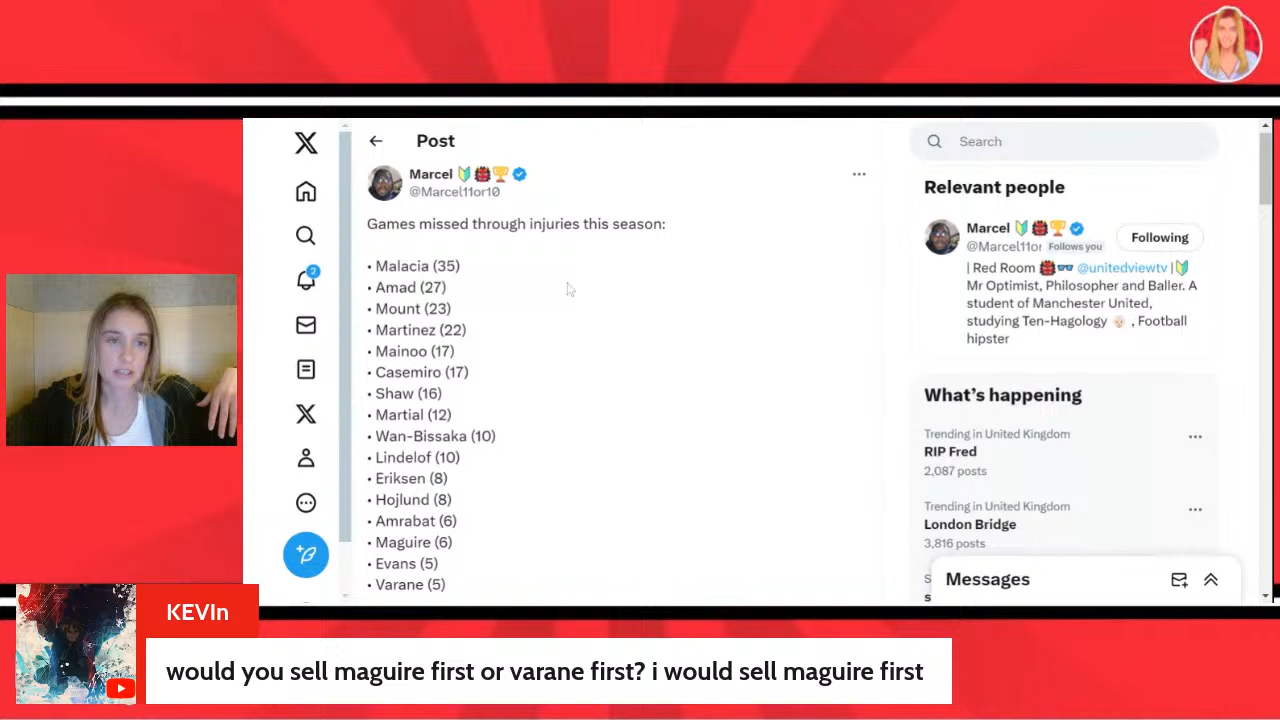 Post
Marcel
@Marcel11or10
Games missed through injuries this season:
• Malacia (35)
• Amad (27)
• Mount (23)
• Martinez (22)
• Mainoo (17)
• Casemiro (17)
• Shaw (16)
• Martial (12)
• Wan-Bissaka (10)
• Lindelof (10)
• Eriksen (8)
• Hojlund (8)
• Amrabat (6)
• Maguire (6)
• Evans (5)
• Varane (5)
2
Search
Relevant people
Marcel
@Marcel11or Follows you
Following
| Red Room @unitedviewtv |
Mr Optimist, Philosopher and Baller. A
student of Manchester United,
studying Ten-Hagology , Football
hipster
What's happening
Trending in United Kingdom
RIP Fred
2,087 posts
Trending in United Kingdom
London Bridge
3,816 posts
Messages
KEVIn
would you sell maguire first or varane first? i would sell maguire first